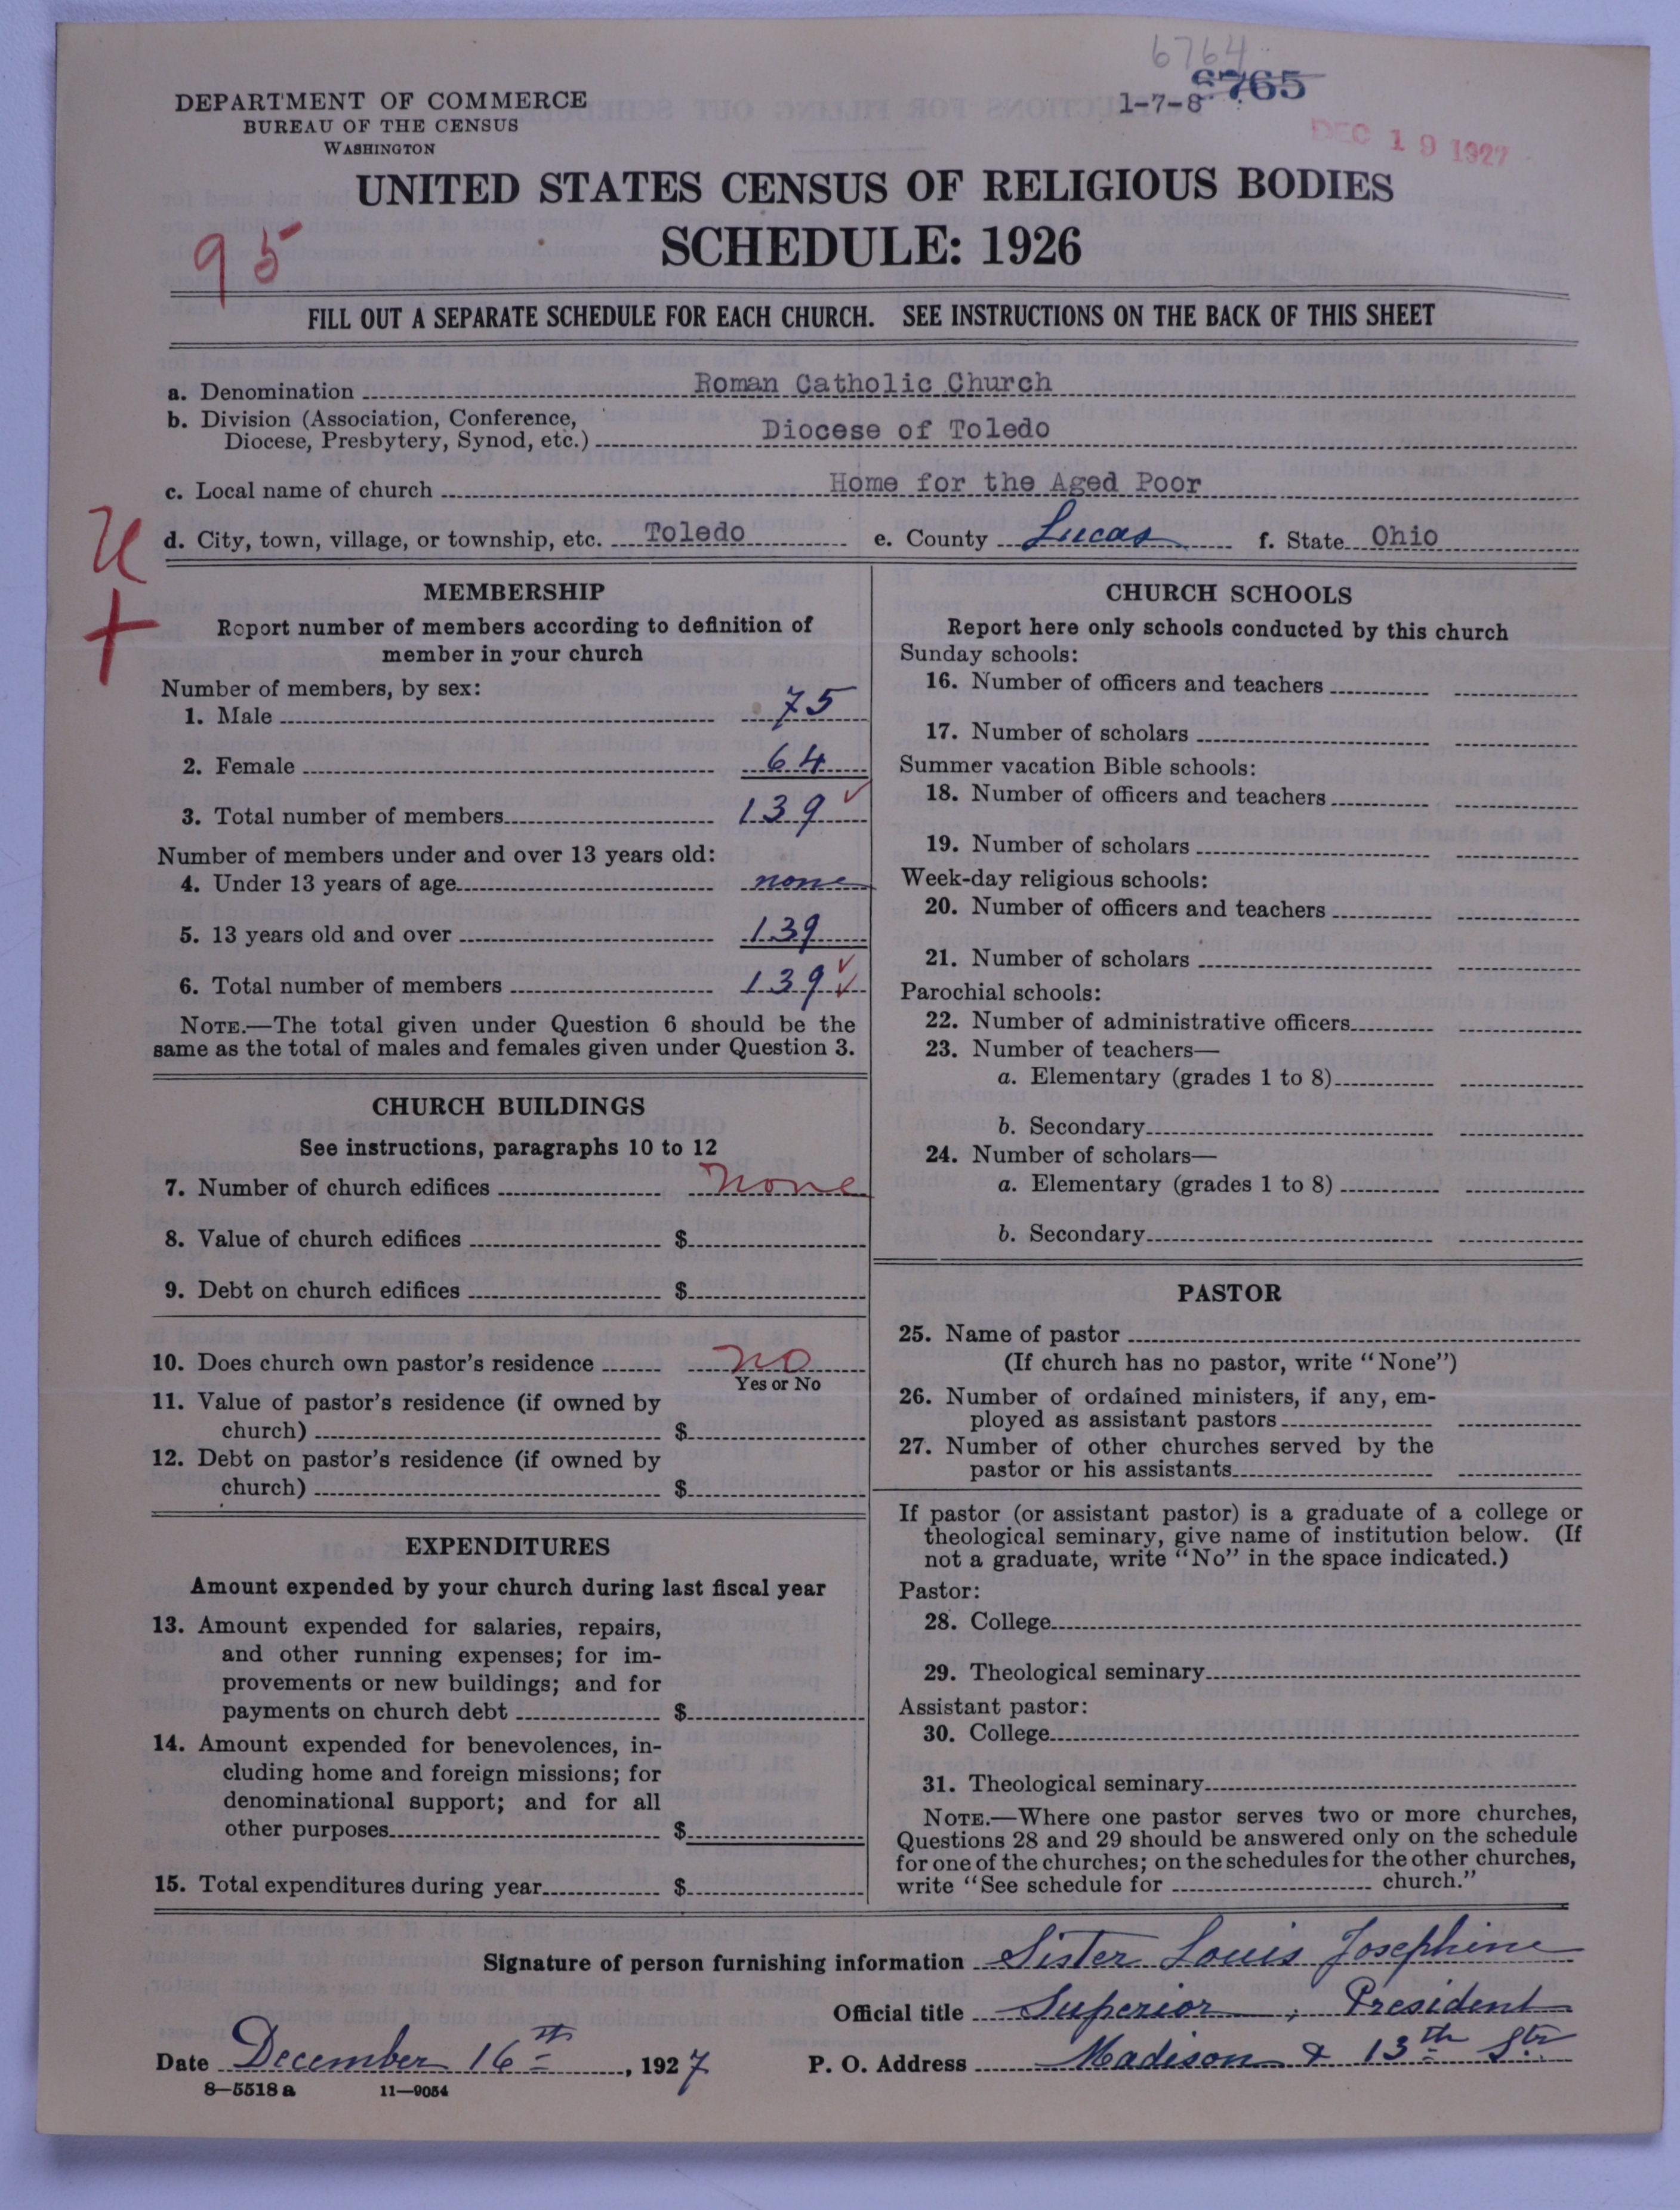 6764
1-7-8 6765
DEC 19 1927
DEPARTMENT OF COMMERCE
BUREAU OF THE CENSUS
WASHINGTON
UNITED STATES CENSUS OF RELIGIOUS BODIES
SCHEDULE: 1926
95
FILL OUT A SEPARATE SCHEDULE FOR EACH CHURCH. SEE INSTRUCTIONS ON THE BACK OF THIS SHEET
a. Denomination Roman Catholic Church
b. Division (Association, Conference,
Diocese, Presbytery, Synod, etc.) Diocese of Toledo
c. Local name of church Home for the Aged Poor
d. City, town, village, or township, etc. Toledo e. County Lucas f. State Ohio
U
+
MEMBERSHIP
Report number of members according to definition of
member in your church
Number of members, by sex:
1. Male 75
2. Female 64
3. Total number of members 139 ✓
Number of members under and over 13 years old:
4. Under 13 years of age none
5. 13 years old and over 139
6. Total number of members 139 ✓✓
NOTE.—The total given under Question 6 should be the
same as the total of males and females given under Question 3.
CHURCH BUILDINGS
See instructions, paragraphs 10 to 12
7. Number of church edifices none
8. Value of church edifices $
9. Debt on church edifices $
10. Does church own pastor's residence no
Yes or No
11. Value of pastor's residence (if owned by
church) $
12. Debt on pastor's residence (if owned by
church) $
EXPENDITURES
Amount expended by your church during last fiscal year
13. Amount expended for salaries, repairs,
and other running expenses; for im-
provements or new buildings; and for
payments on church debt $
14. Amount expended for benevolences, in-
cluding home and foreign missions; for
denominational support; and for all
other purposes $
15. Total expenditures during year $
CHURCH SCHOOLS
Report here only schools conducted by this church
Sunday schools:
16. Number of officers and teachers
17. Number of scholars
Summer vacation Bible schools:
18. Number of officers and teachers
19. Number of scholars
Week-day religious schools:
20. Number of officers and teachers
21. Number of scholars
Parochial schools:
22. Number of administrative officers
23. Number of teachers—
a. Elementary (grades 1 to 8)
b. Secondary
24. Number of scholars—
a. Elementary (grades 1 to 8)
b. Secondary
PASTOR
25. Name of pastor
(If church has no pastor, write "None")
26. Number of ordained ministers, if any, em-
ployed as assistant pastors
27. Number of other churches served by the
pastor or his assistants
If pastor (or assistant pastor) is a graduate of a college or
theological seminary, give name of institution below. (If
not a graduate, write "No" in the space indicated.)
Pastor:
28. College
29. Theological seminary
Assistant pastor:
30. College
31. Theological seminary
NOTE.—Where one pastor serves two or more churches,
Questions 28 and 29 should be answered only on the schedule
for one of the churches; on the schedules for the other churches,
write "See schedule for church."
Signature of person furnishing information Sister Louis Josephine
Official title Superior, President
Date December 16th, 1927 P. O. Address Madison & 13th Str.
8—5518 a 11—9054